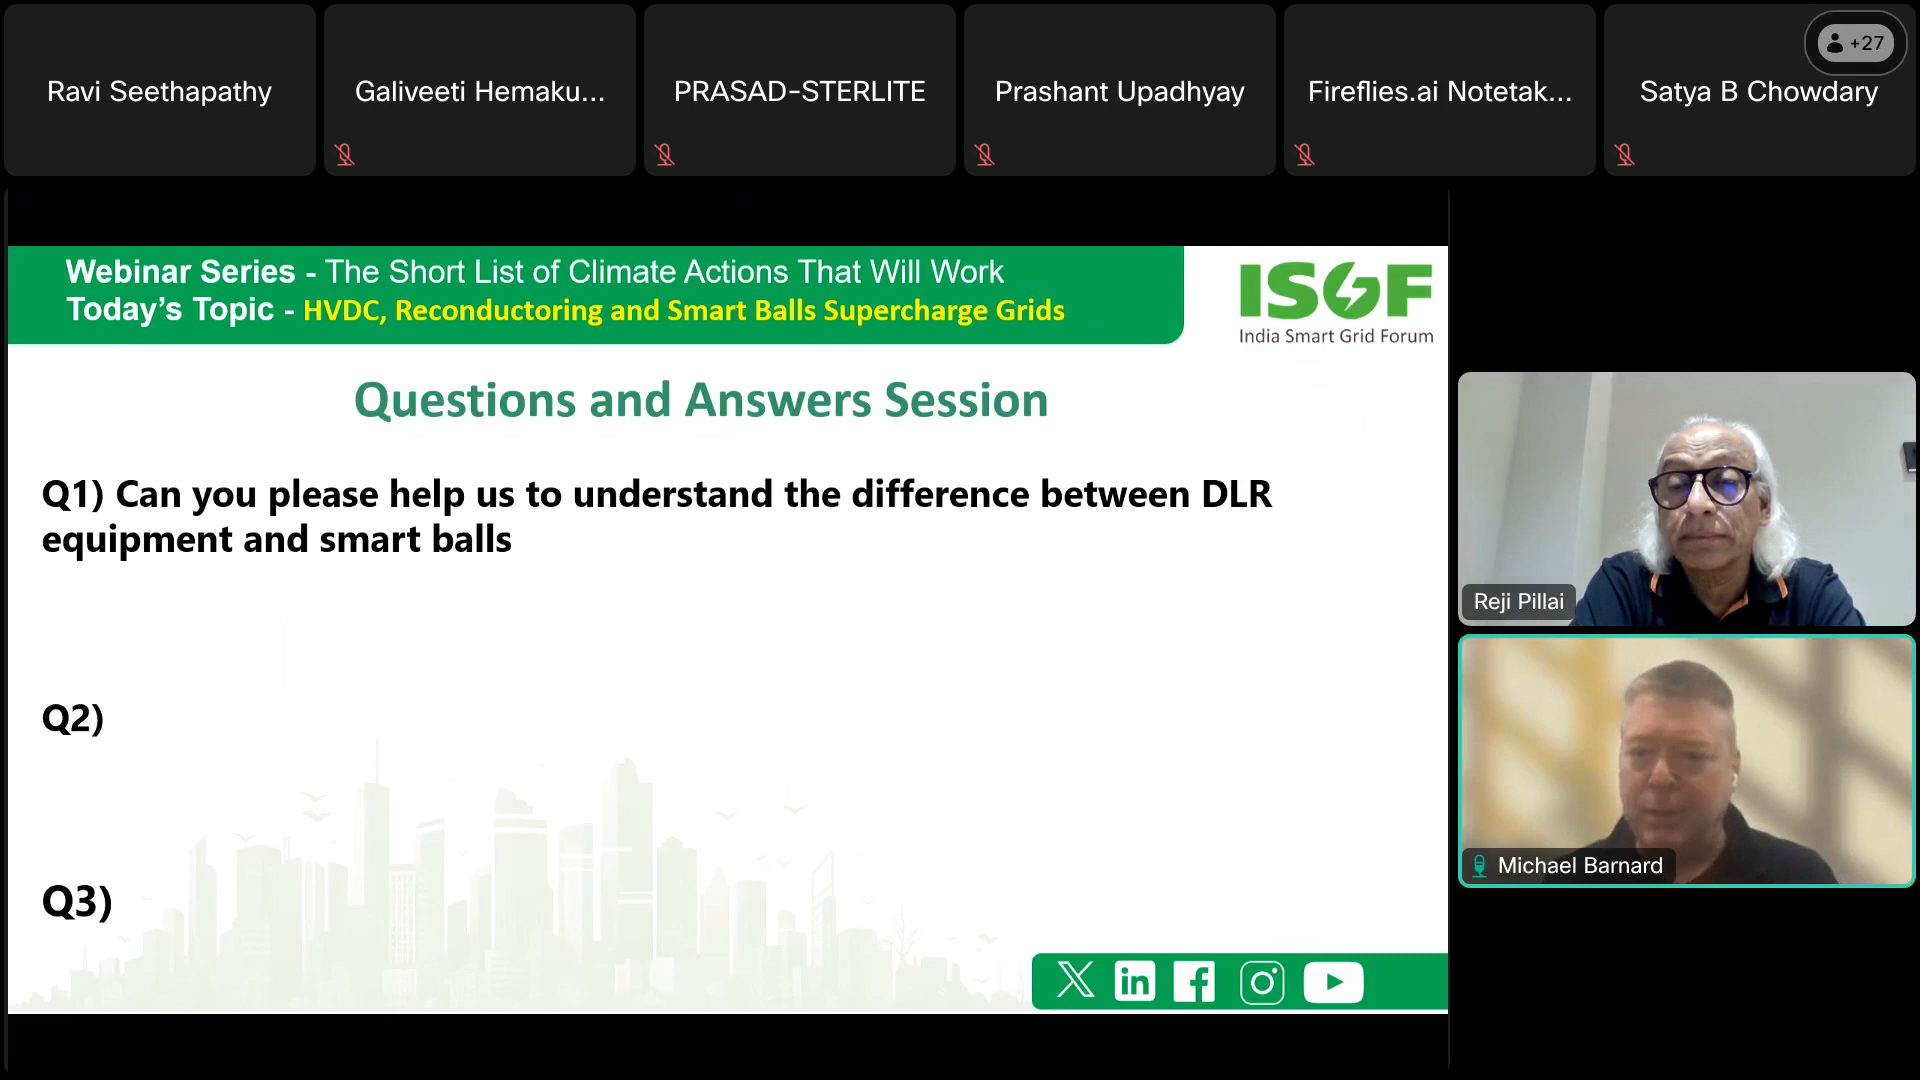 Ravi Seethapathy
Galiveeti Hemaku...
PRASAD-STERLITE
Prashant Upadhyay
Fireflies.ai Notetak...
Satya B Chowdary
+27
Webinar Series - The Short List of Climate Actions That Will Work
Today's Topic - HVDC, Reconductoring and Smart Balls Supercharge Grids
ISGF
India Smart Grid Forum
Questions and Answers Session
Q1) Can you please help us to understand the difference between DLR
equipment and smart balls
Q2)
Q3)
Reji Pillai
Michael Barnard